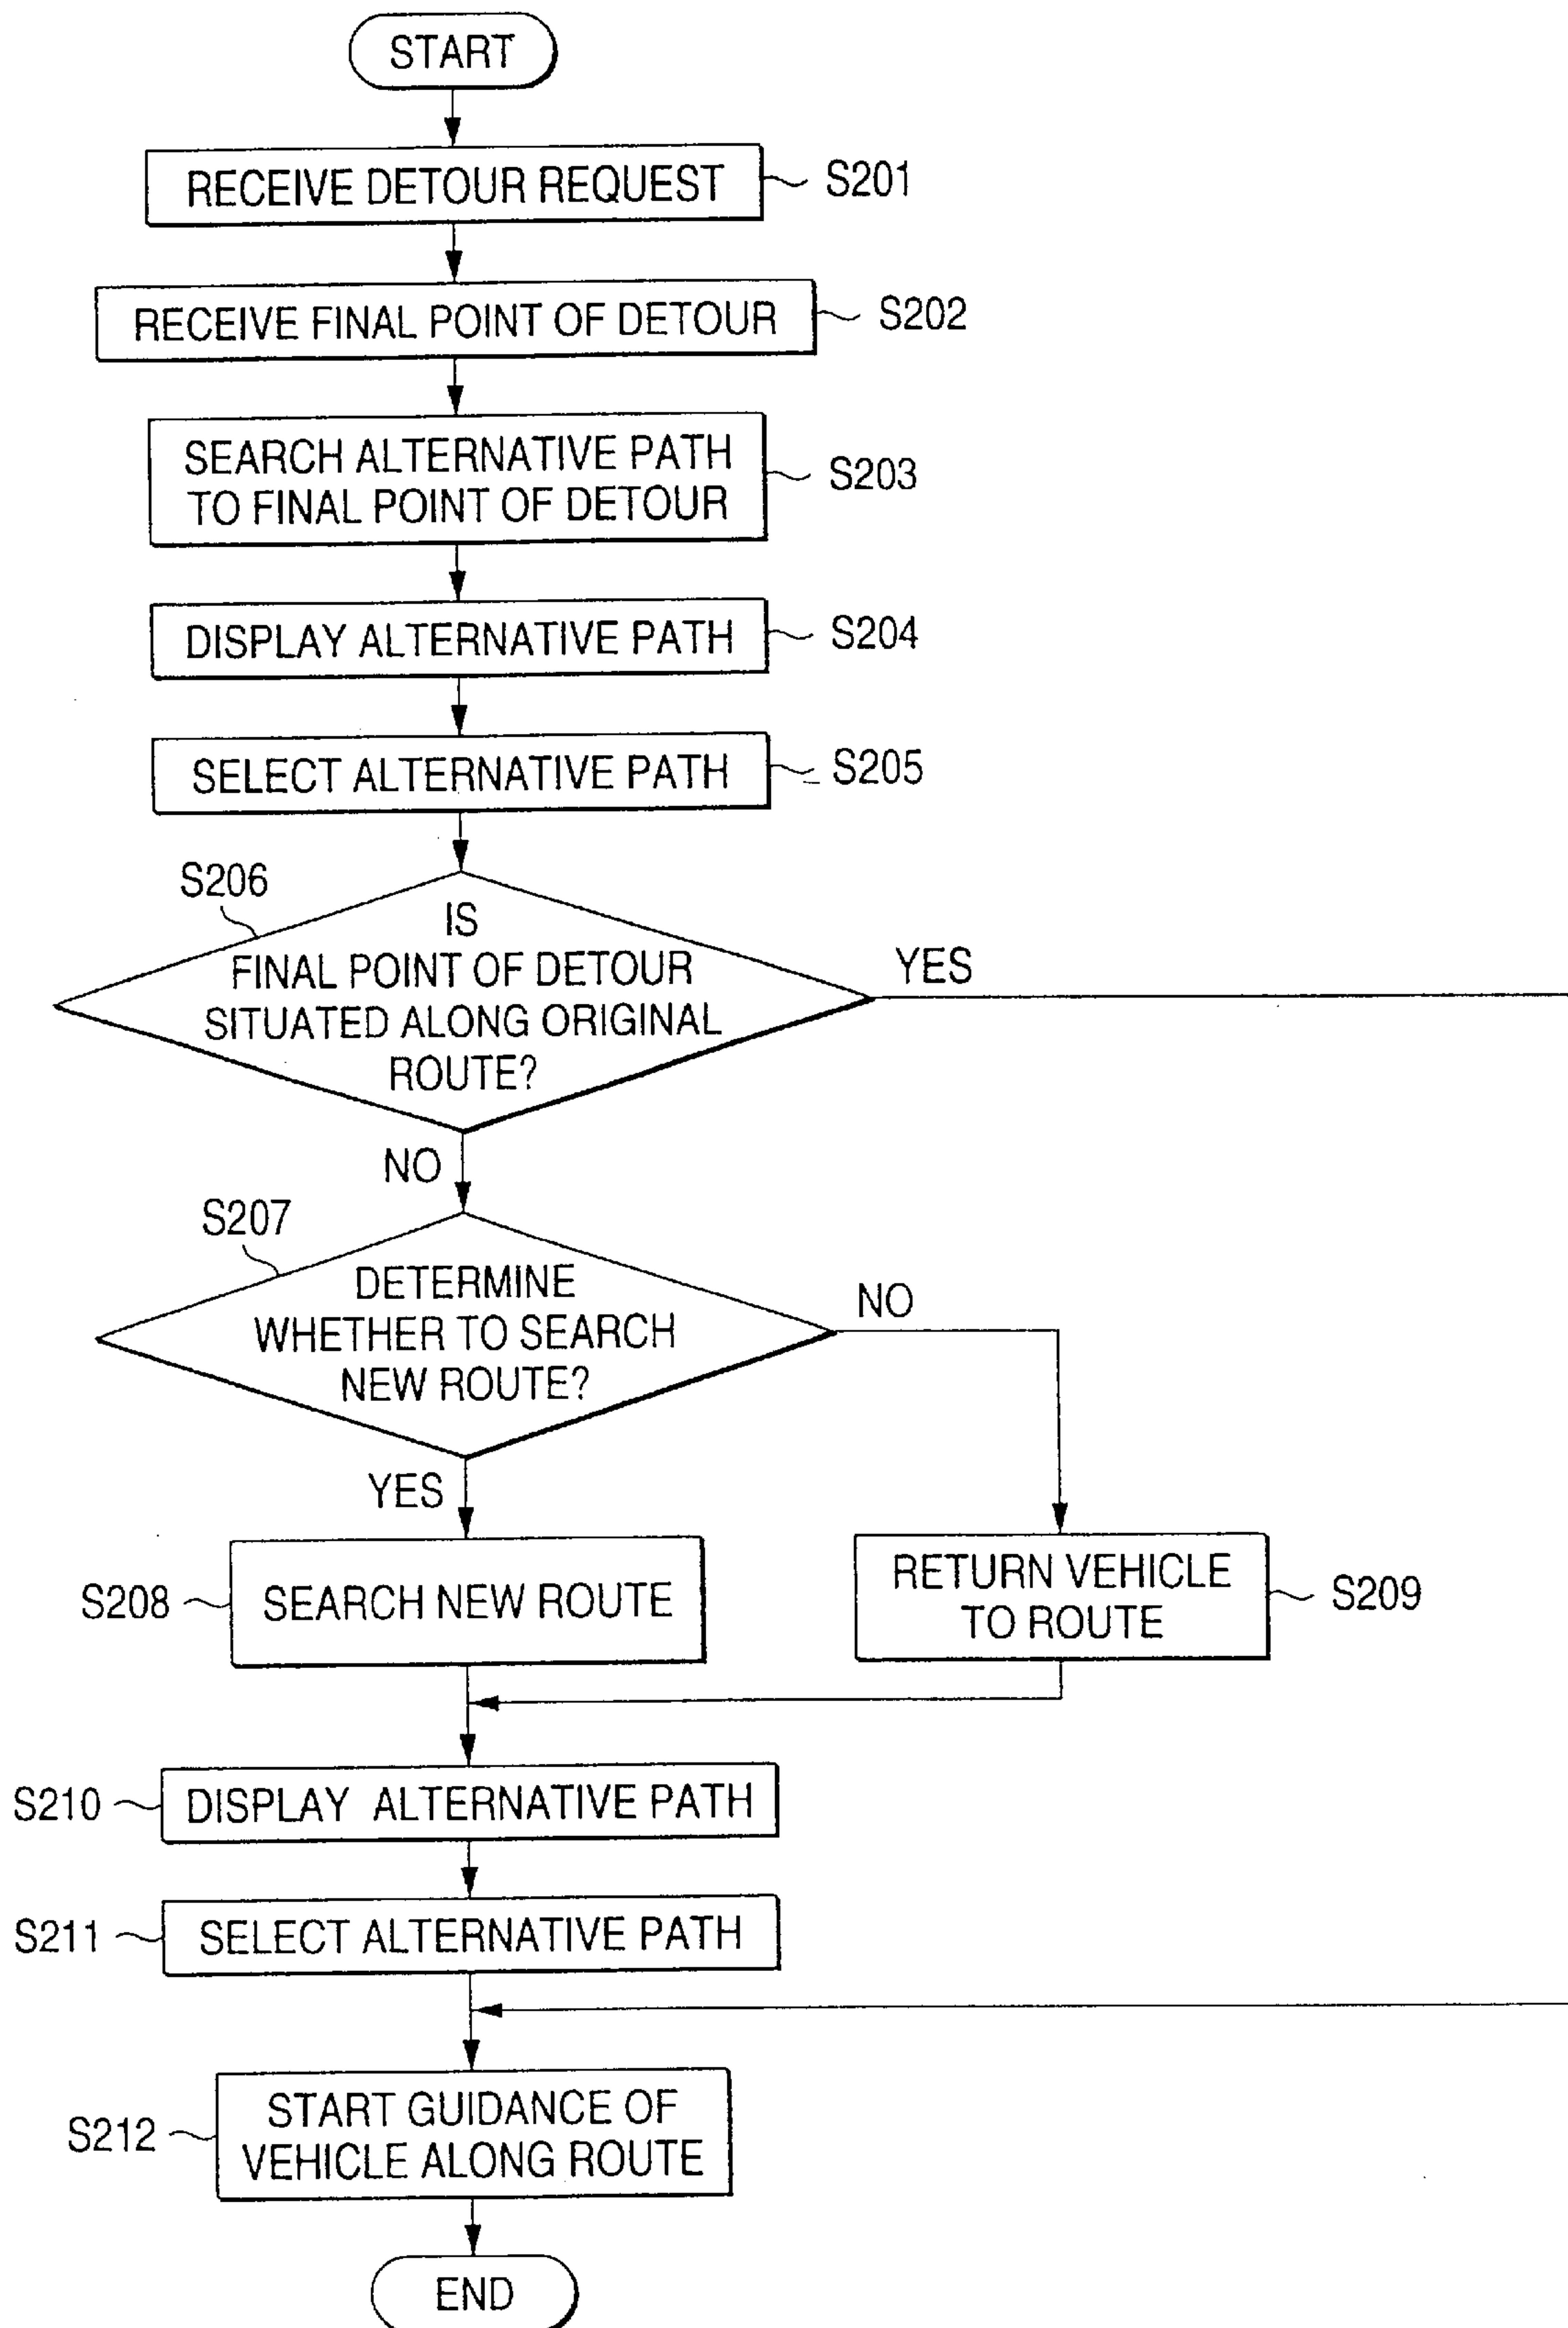 START
RECEIVE DETOUR REQUEST
S201
RECEIVE FINAL POINT OF DETOUR
S202
SEARCH ALTERNATIVE PATH
TO FINAL POINT OF DETOUR
S203
DISPLAY ALTERNATIVE PATH
S204
SELECT ALTERNATIVE PATH
S205
S206
IS
FINAL POINT OF DETOUR
SITUATED ALONG ORIGINAL
ROUTE?
YES
NO
S207
DETERMINE
WHETHER TO SEARCH
NEW ROUTE?
NO
YES
S208
SEARCH NEW ROUTE
RETURN VEHICLE
TO ROUTE
S209
S210
DISPLAY ALTERNATIVE PATH
S211
SELECT ALTERNATIVE PATH
S212
START GUIDANCE OF
VEHICLE ALONG ROUTE
END